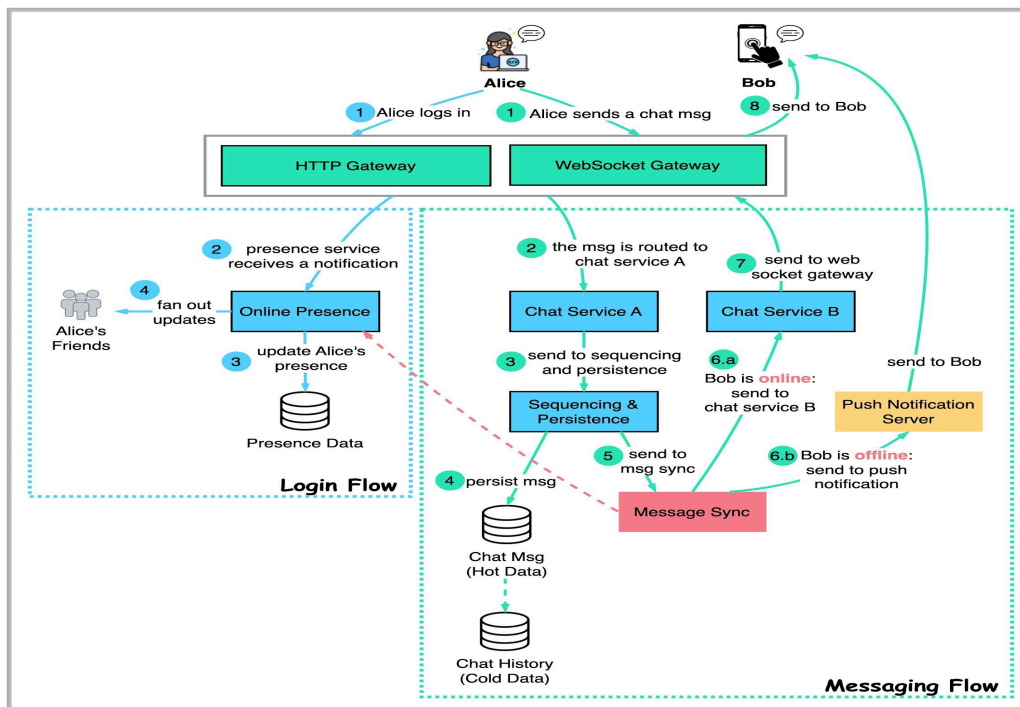 Alice
Bob
1 Alice logs in
1 Alice sends a chat msg
8 send to Bob
HTTP Gateway
WebSocket Gateway
2 presence service
receives a notification
4
fan out
updates
Alice's
Friends
Online Presence
3 update Alice's
presence
Presence Data
Login Flow
2 the msg is routed to
chat service A
7 send to web
socket gateway
Chat Service A
Chat Service B
3 send to sequencing
and persistence
6.a
Bob is online:
send to
chat service B
send to Bob
Sequencing &
Persistence
Push Notification
Server
5 send to
msg sync
6.b Bob is offline:
send to push
notification
4 persist msg
Message Sync
Chat Msg
(Hot Data)
Chat History
(Cold Data)
Messaging Flow